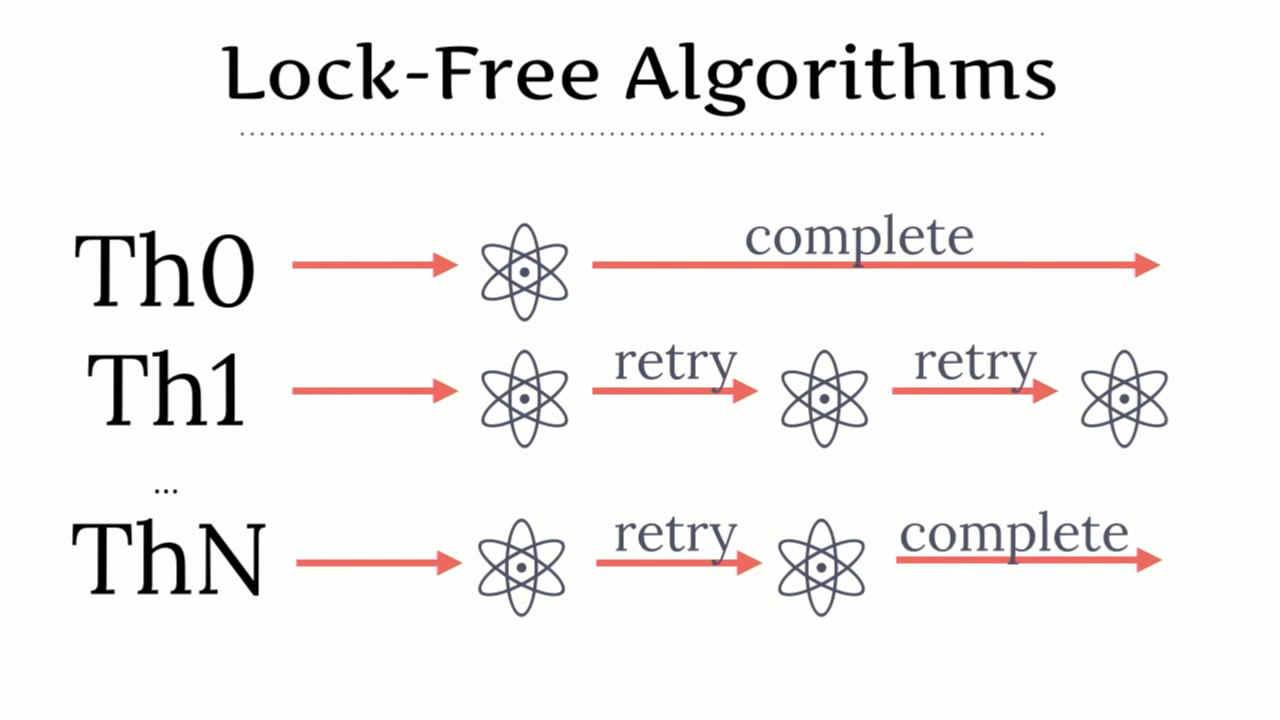 Lock-Free Algorithms
Th0 complete
Th1 retry retry
...
ThN retry complete